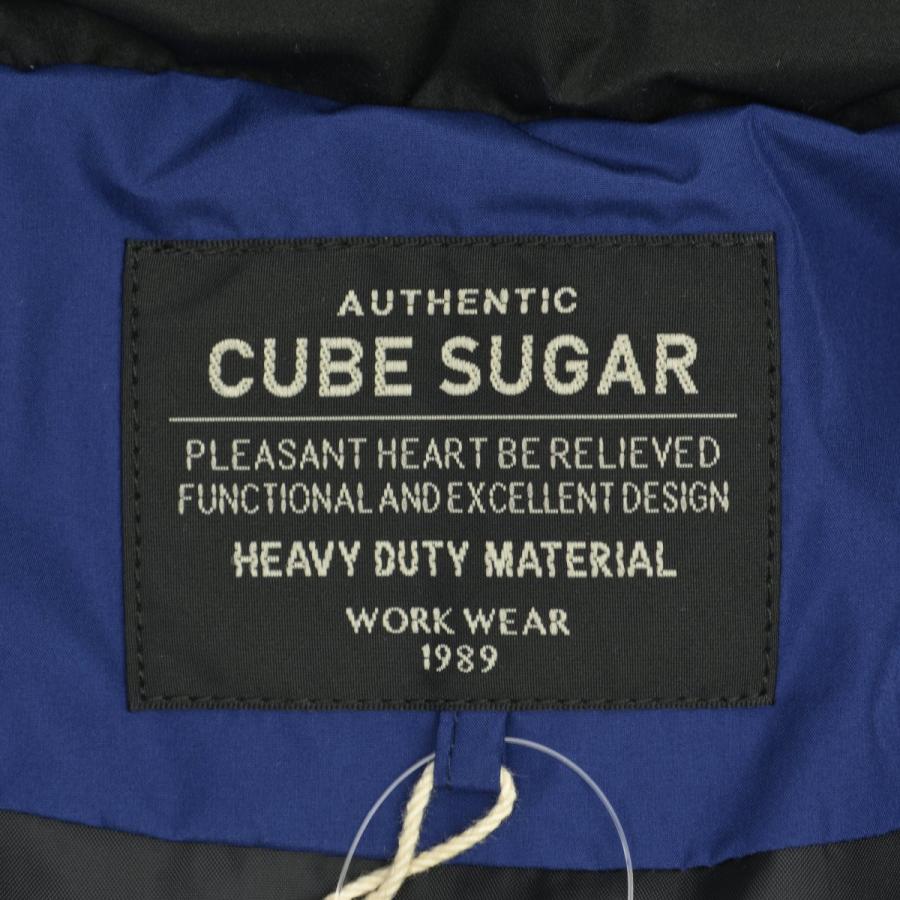 AUTHENTIC
CUBE SUGAR
PLEASANT HEART BE RELIEVED
FUNCTIONAL AND EXCELLENT DESIGN
HEAVY DUTY MATERIAL
WORK WEAR
1989